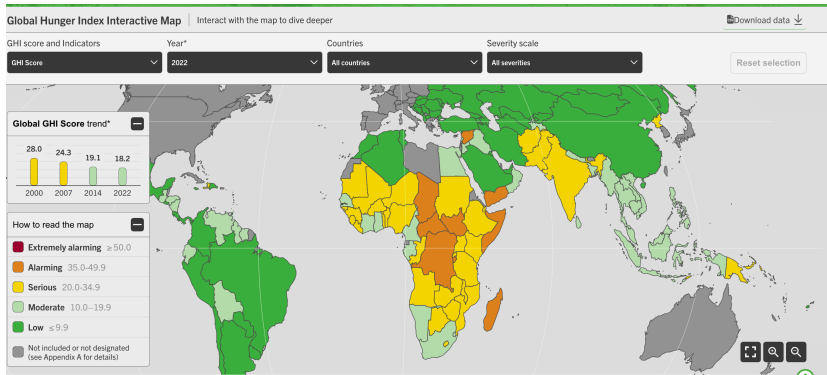 Global Hunger Index Interactive Map
Interact with the map to dive deeper
Download data
GHI score and Indicators
Year*
Countries
Severity scale
GHI Score
2022
All countries
All severities
Reset selection
Global GHI Score trend*
28.0 24.3 19.1 18.2
2000 2007 2014 2022
How to read the map
Extremely alarming ≥50.0
Alarming 35.0-49.9
Serious 20.0-34.9
Moderate 10.0–19.9
Low ≤9.9
Not included or not designated
(see Appendix A for details)